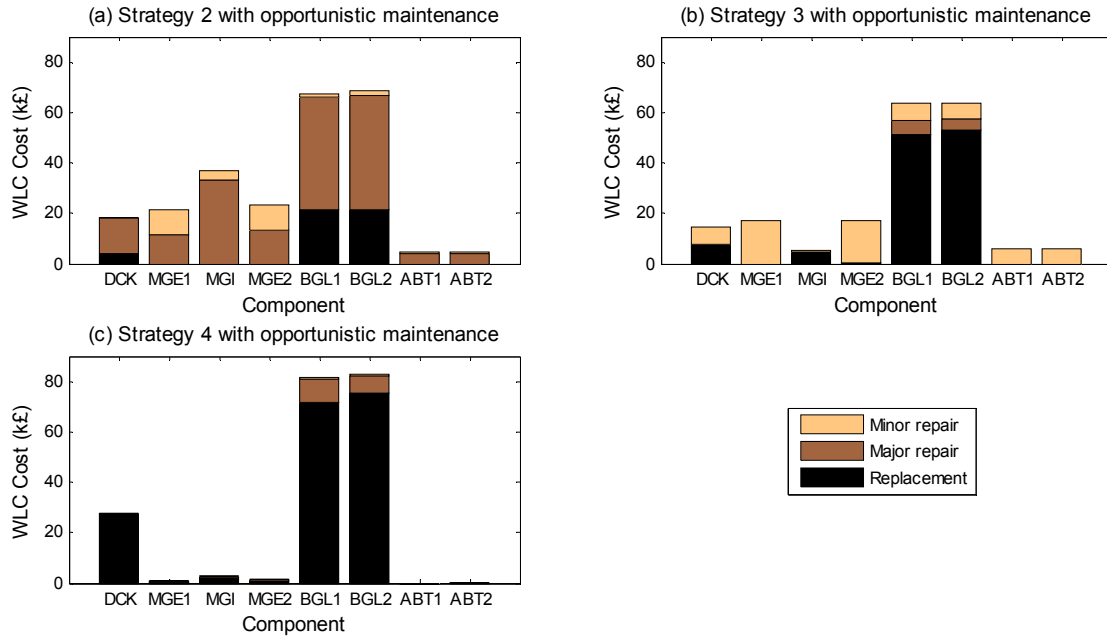 (a) Strategy 2 with opportunistic maintenance
WLC Cost (k£)
80
60
40
20
0
DCK MGE1 MGI MGE2 BGL1 BGL2 ABT1 ABT2
Component
(b) Strategy 3 with opportunistic maintenance
WLC Cost (k£)
80
60
40
20
0
DCK MGE1 MGI MGE2 BGL1 BGL2 ABT1 ABT2
Component
(c) Strategy 4 with opportunistic maintenance
WLC Cost (k£)
80
60
40
20
0
DCK MGE1 MGI MGE2 BGL1 BGL2 ABT1 ABT2
Component
Minor repair
Major repair
Replacement